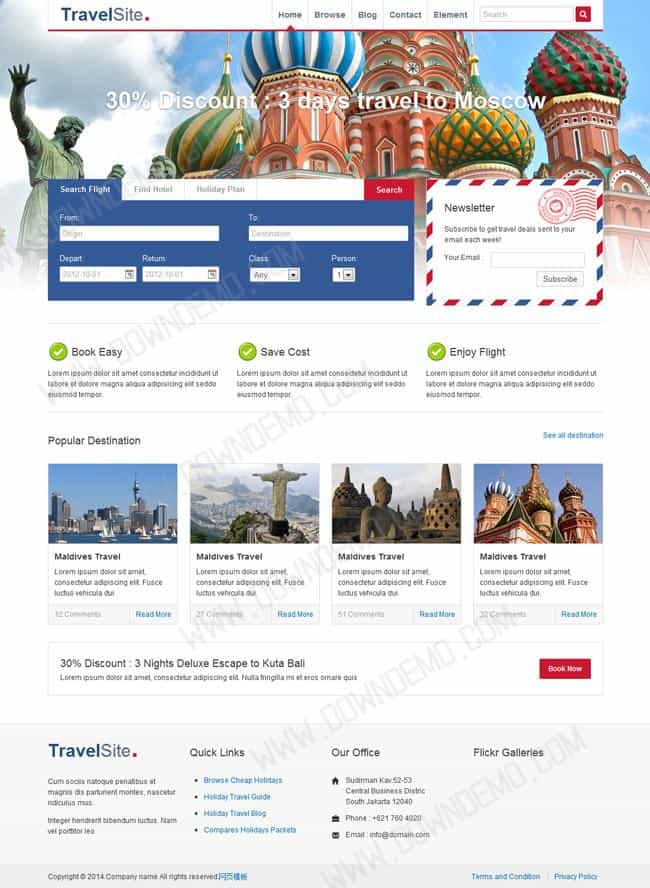 TravelSite.
Home Browse Blog Contact Element Search
30% Discount : 3 days travel to Moscow
Search Flight Find Hotel Holiday Plan Search
From: To:
Origin Destination
Depart: Return: Class: Person:
2012-10-01 2012-10-01 Any 1
Newsletter
Subscribe to get travel deals sent to your
email each week!
Your Email :
Subscribe
Book Easy
Lorem ipsum dolor sit amet consectetur incididunt ut
labore et dolore magna aliqua adipisicing elit seddo
eiusmod tempor.
Save Cost
Lorem ipsum dolor sit amet consectetur incididunt ut
labore et dolore magna aliqua adipisicing elit seddo
eiusmod tempor.
Enjoy Flight
Lorem ipsum dolor sit amet consectetur incididunt ut
labore et dolore magna aliqua adipisicing elit seddo
eiusmod tempor.
Popular Destination
See all destination
Maldives Travel
Lorem ipsum dolor sit amet,
consectetur adipiscing elit. Fusce
luctus vehicula dui.
12 Comments Read More
Maldives Travel
Lorem ipsum dolor sit amet,
consectetur adipiscing elit. Fusce
luctus vehicula dui.
27 Comments Read More
Maldives Travel
Lorem ipsum dolor sit amet,
consectetur adipiscing elit. Fusce
luctus vehicula dui.
51 Comments Read More
Maldives Travel
Lorem ipsum dolor sit amet,
consectetur adipiscing elit. Fusce
luctus vehicula dui.
32 Comments Read More
30% Discount : 3 Nights Deluxe Escape to Kuta Bali
Lorem ipsum dolor sit amet, consectetur adipiscing elit. Nulla fringilla mi et eros ornare quis
Book Now
TravelSite.
Cum sociis natoque penatibus et
magnis dis parturient montes, nascetur
ridiculus mus.
Integer hendrerit bibendum luctus. Nam
vel porttitor leo
Quick Links
Browse Cheap Holidays
Holiday Travel Guide
Holiday Travel Blog
Compares Holidays Packets
Our Office
Sudirman Kav.52-53
Central Business Distric
South Jakarta 12040
Phone : +621 760 4020
Email : info@domain.com
Flickr Galleries
Copyright © 2014.Company name All rights reserved.网页模板
Terms and Condition Privacy Policy
WWW.DOWNDEMO.COM
WWW.DOWNDEMO.COM
WWW.DOWNDEMO.COM
WWW.DOWNDEMO.COM
WWW.DOWNDEMO.COM